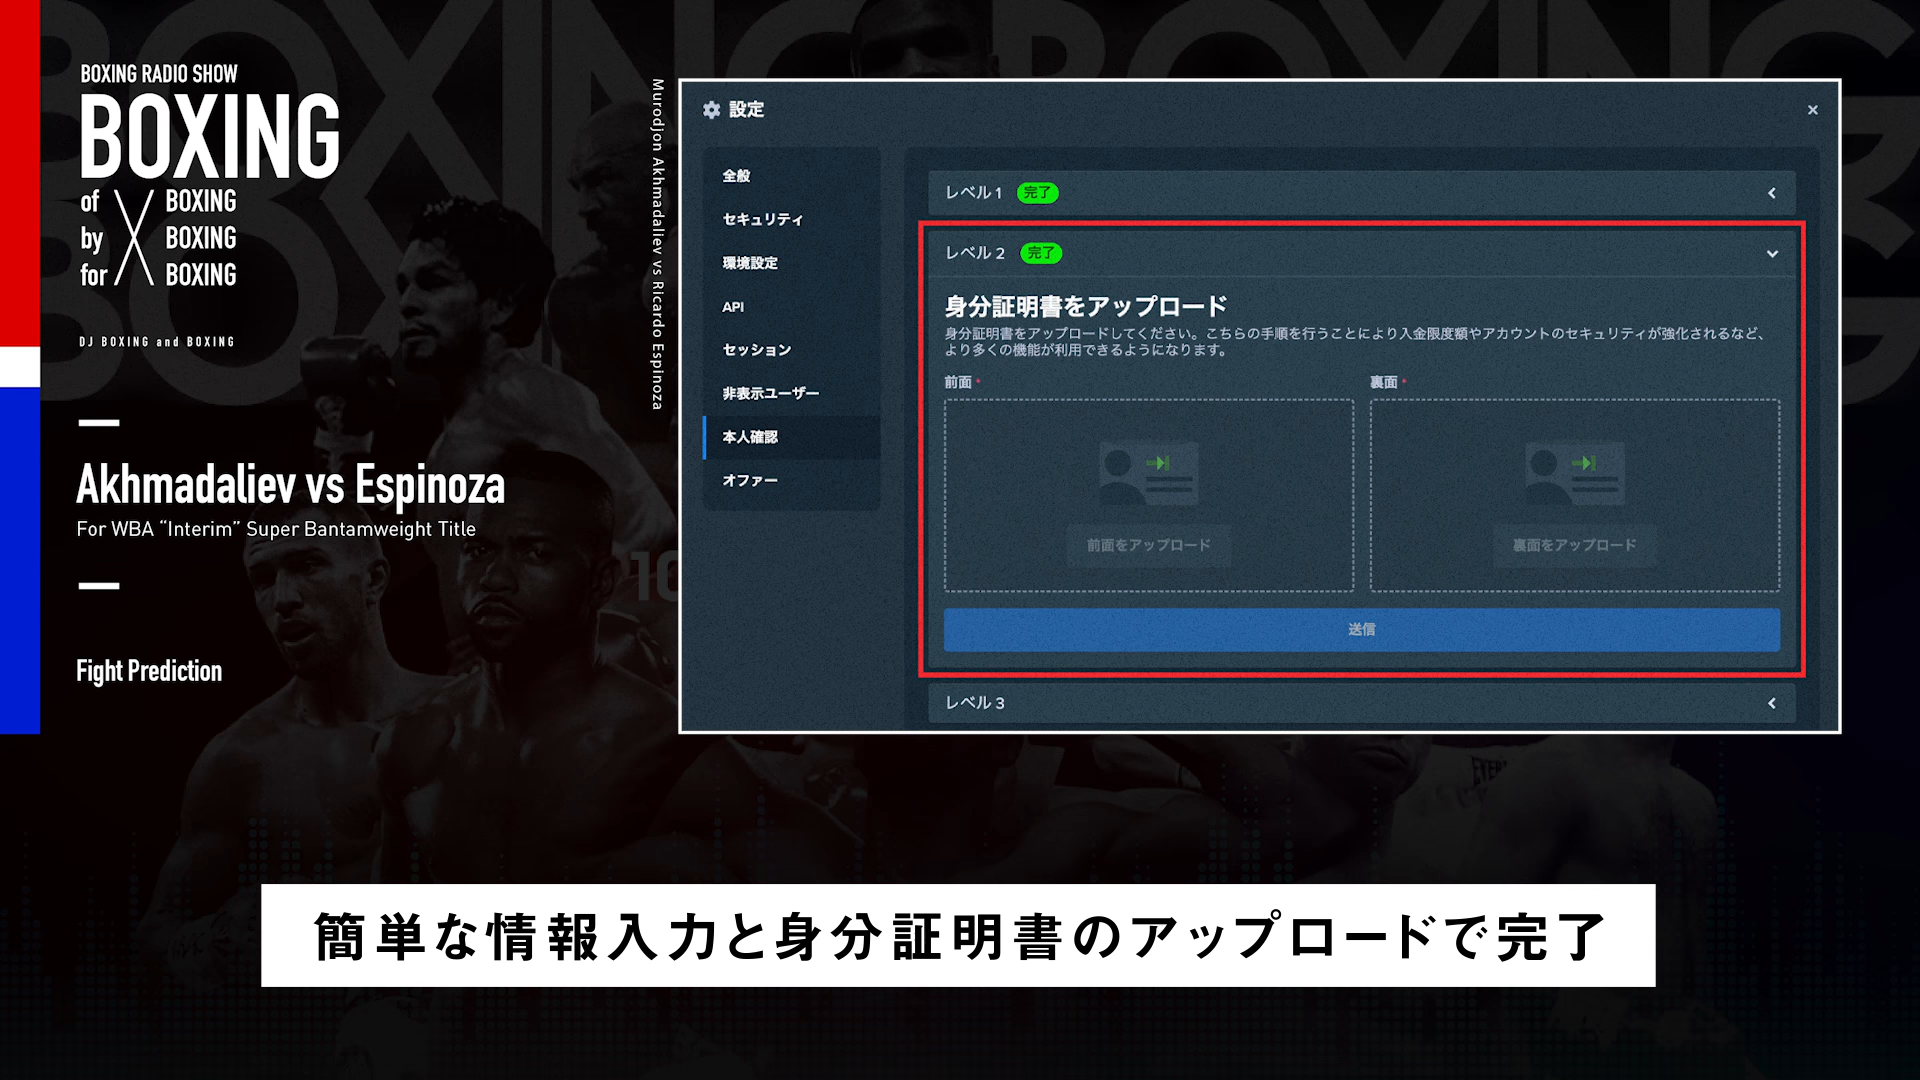 BOXING RADIO SHOW
BOXING
of BOXING
by BOXING
for BOXING
DJ BOXING and BOXING
Akhmadaliev vs Espinoza
For WBA “Interim” Super Bantamweight Title
Fight Prediction
Murodjon Akhmadaliev vs Ricardo Espinoza
設定
全般
セキュリティ
環境設定
API
セッション
非表示ユーザー
本人確認
オファー
レベル 1 完了
レベル 2 完了
身分証明書をアップロード
身分証明書をアップロードしてください。こちらの手順を行うことにより入金限度額やアカウントのセキュリティが強化されるなど、
より多くの機能が利用できるようになります。
前面 *
裏面 *
前面をアップロード
裏面をアップロード
送信
レベル 3
簡単な情報入力と身分証明書のアップロードで完了